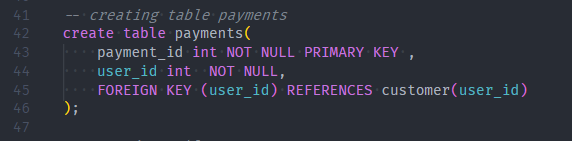 41 -- creating table payments
42 create table payments(
43     payment_id int NOT NULL PRIMARY KEY ,
44     user_id int  NOT NULL,
45     FOREIGN KEY (user_id) REFERENCES customer(user_id)
46 );
47